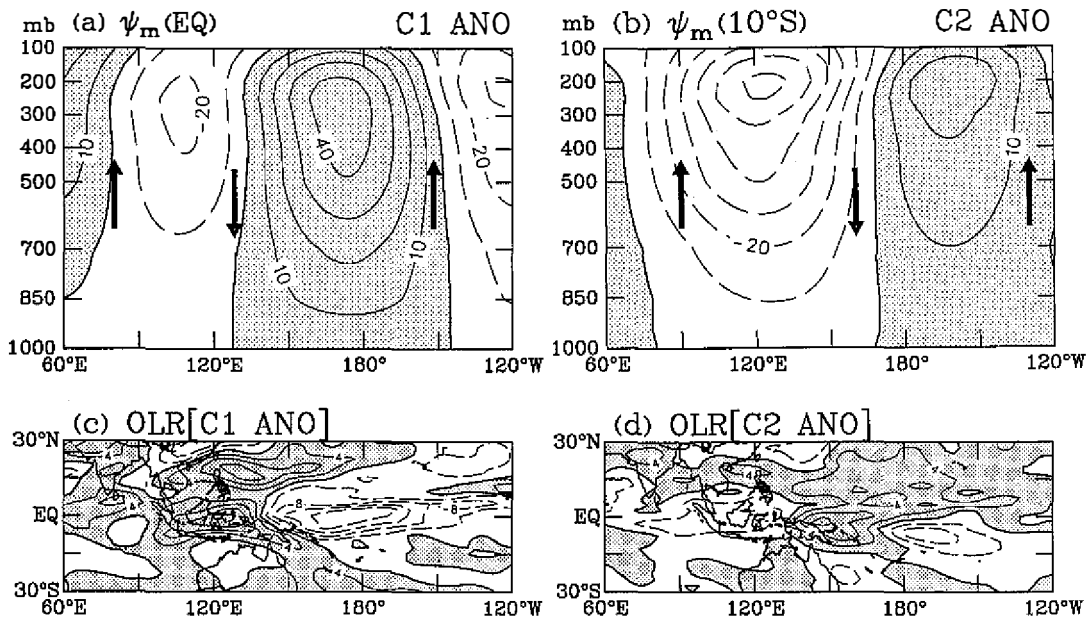 mb (a) ψm(EQ) C1 ANO
100
200
300
400
500
700
850
1000
10
-20
40
10
10
-20
60°E 120°E 180° 120°W
mb (b) ψm(10°S) C2 ANO
100
200
300
400
500
700
850
1000
-20
10
60°E 120°E 180° 120°W
(c) OLR[C1 ANO]
30°N
EQ
30°S
-8
-8
60°E 120°E 180° 120°W
(d) OLR[C2 ANO]
30°N
EQ
30°S
60°E 120°E 180° 120°W